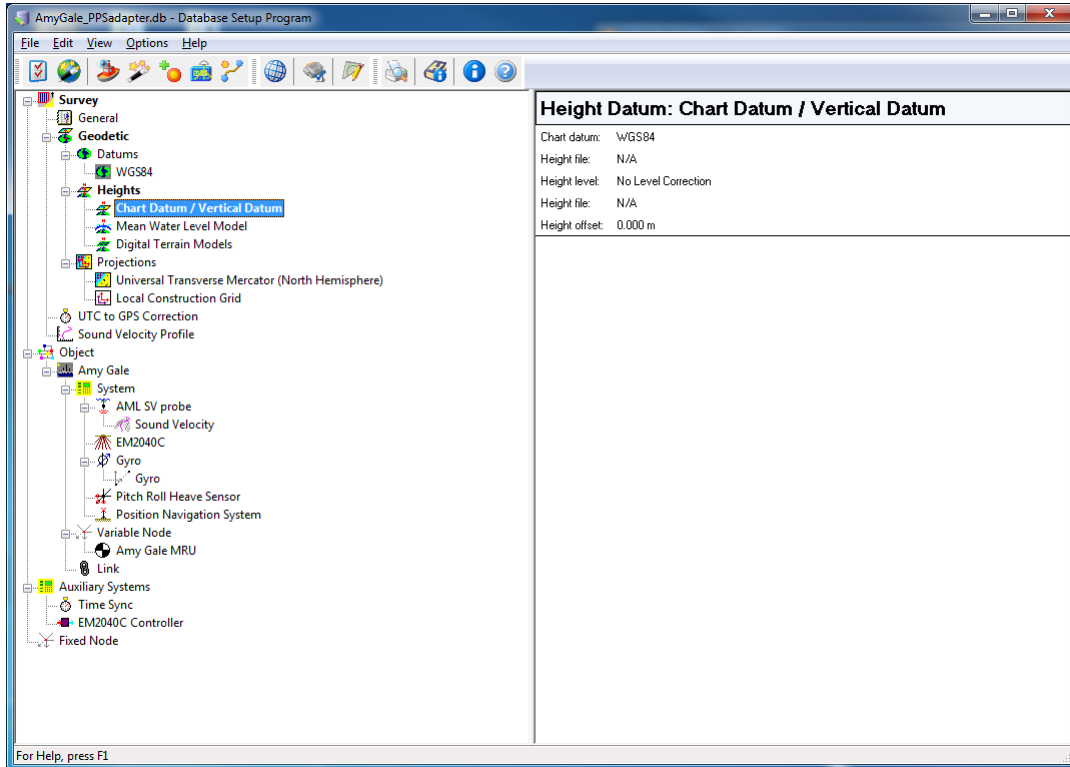 AmyGale_PPSadapter.db - Database Setup Program
File Edit View Options Help
Survey
General
Geodetic
Datums
WGS84
Heights
Chart Datum / Vertical Datum
Mean Water Level Model
Digital Terrain Models
Projections
Universal Transverse Mercator (North Hemisphere)
Local Construction Grid
UTC to GPS Correction
Sound Velocity Profile
Object
Amy Gale
System
AML SV probe
Sound Velocity
EM2040C
Gyro
Gyro
Pitch Roll Heave Sensor
Position Navigation System
Variable Node
Amy Gale MRU
Link
Auxiliary Systems
Time Sync
EM2040C Controller
Fixed Node
Height Datum: Chart Datum / Vertical Datum
Chart datum: WGS84
Height file: N/A
Height level: No Level Correction
Height file: N/A
Height offset: 0.000 m
For Help, press F1